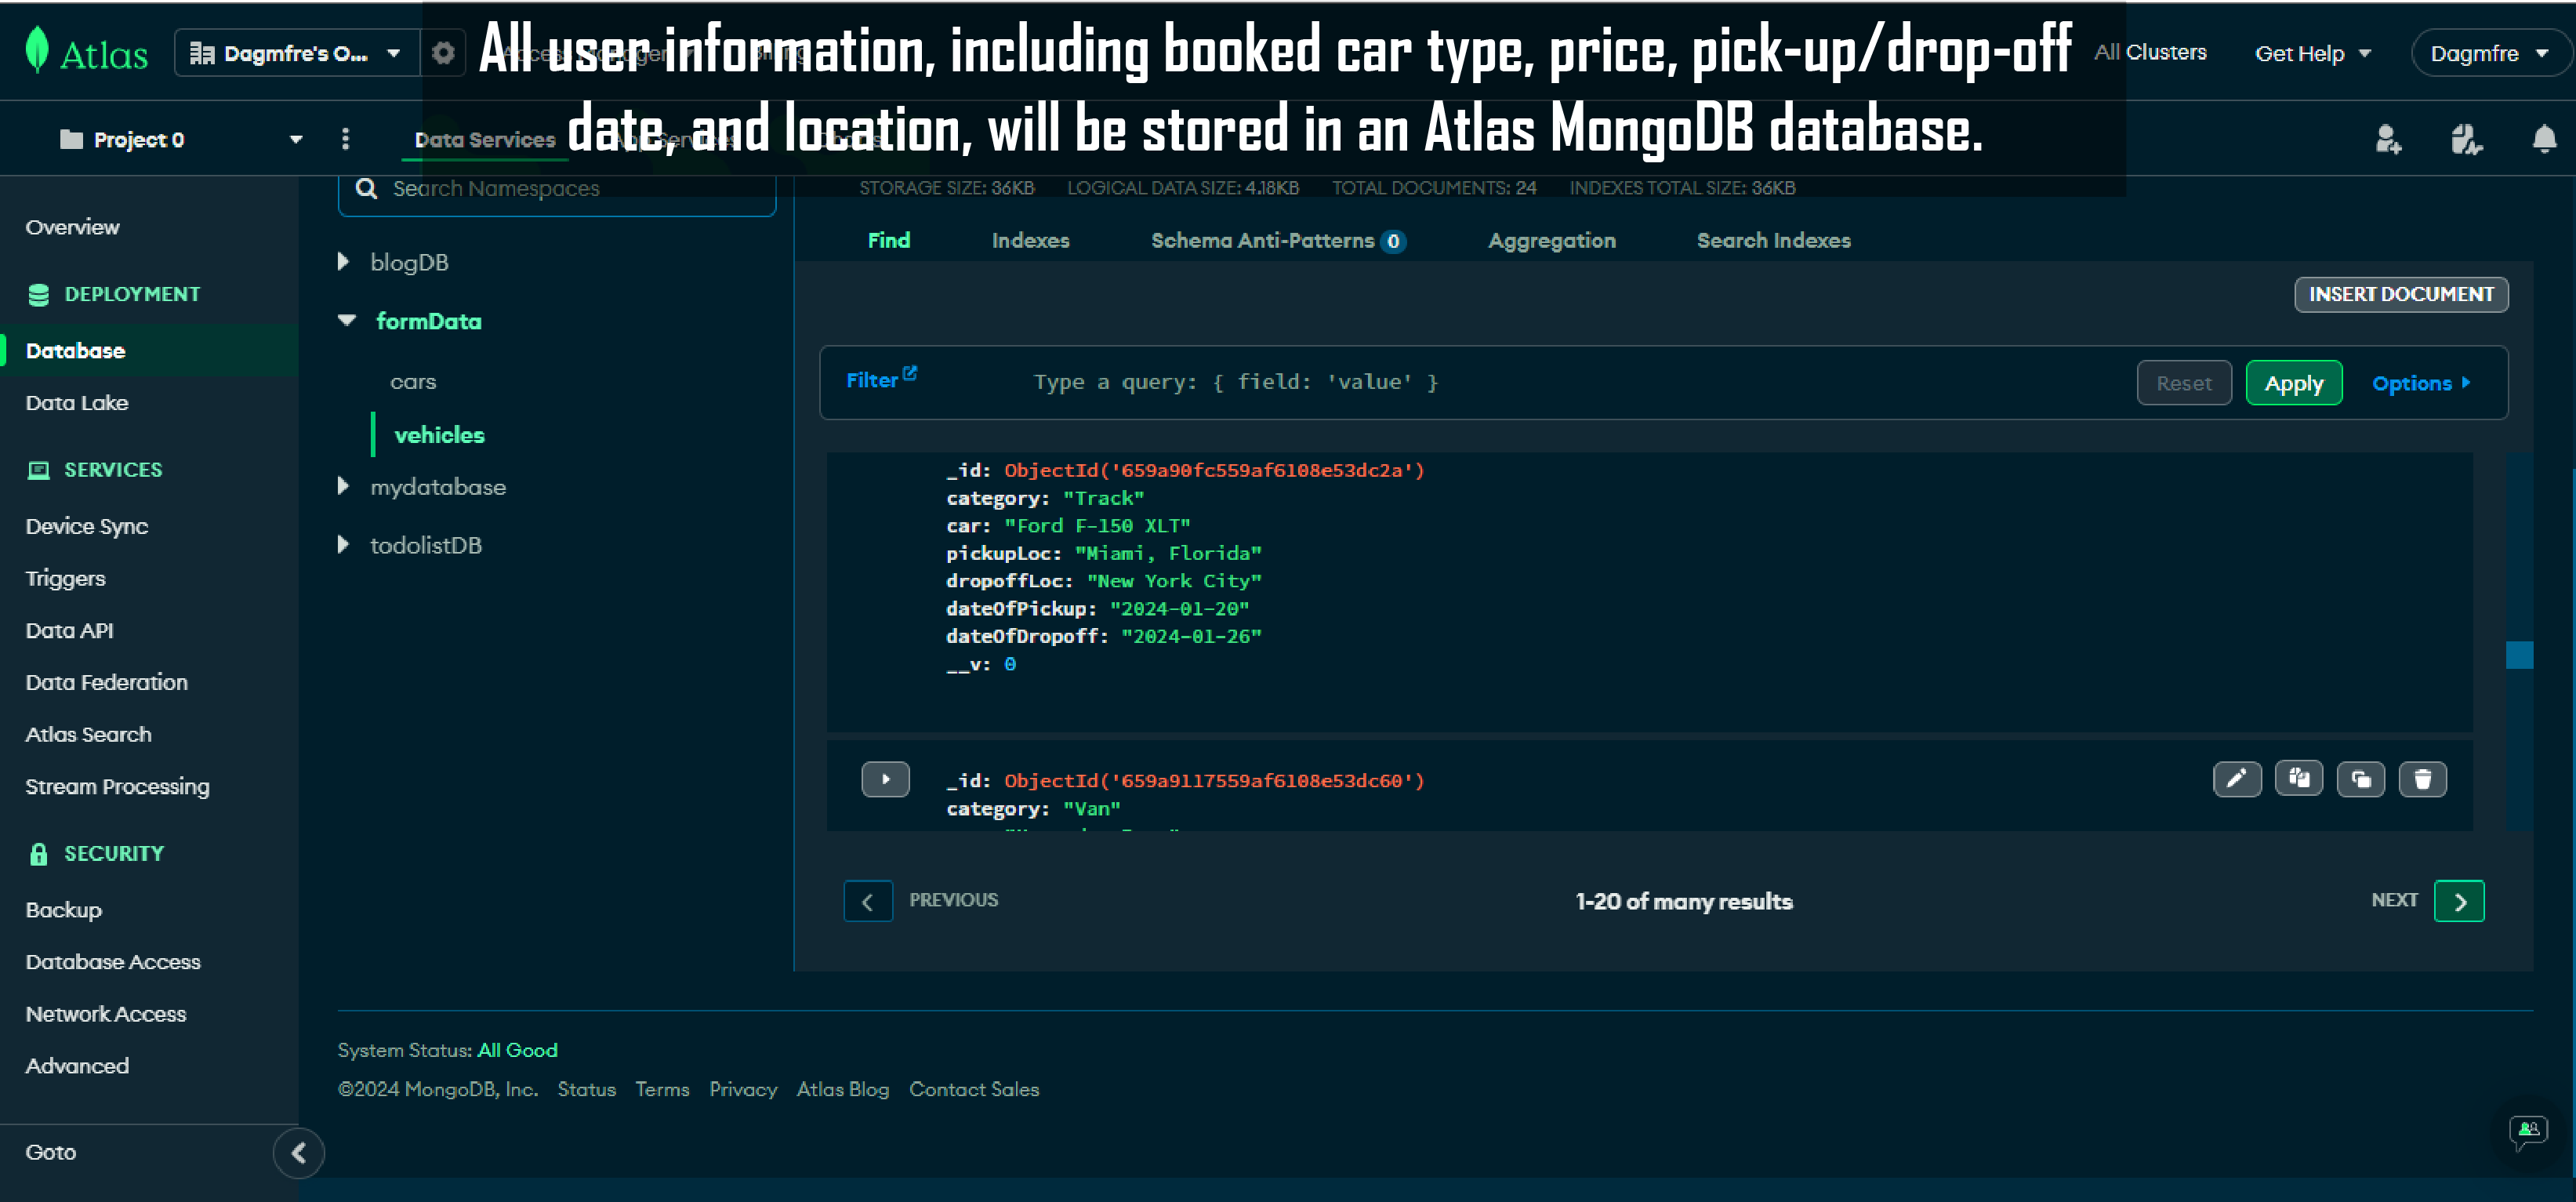 All user information, including booked car type, price, pick-up/drop-off
date, and location, will be stored in an Atlas MongoDB database.
Atlas
Dagmfre's O...
All Clusters
Get Help
Dagmfre
Project 0
Data Services
Search Namespaces
STORAGE SIZE: 36KB LOGICAL DATA SIZE: 4.18KB TOTAL DOCUMENTS: 24 INDEXES TOTAL SIZE: 36KB
Overview
DEPLOYMENT
Database
Data Lake
SERVICES
Device Sync
Triggers
Data API
Data Federation
Atlas Search
Stream Processing
SECURITY
Backup
Database Access
Network Access
Advanced
Goto
blogDB
formData
cars
vehicles
mydatabase
todolistDB
Find Indexes Schema Anti-Patterns 0 Aggregation Search Indexes
INSERT DOCUMENT
Filter Type a query: { field: 'value' } Reset Apply Options
_id: ObjectId('659a90fc559af6108e53dc2a')
category: "Track"
car: "Ford F-150 XLT"
pickupLoc: "Miami, Florida"
dropoffLoc: "New York City"
dateOfPickup: "2024-01-20"
dateOfDropoff: "2024-01-26"
__v: 0
_id: ObjectId('659a9117559af6108e53dc60')
category: "Van"
PREVIOUS 1-20 of many results NEXT
System Status: All Good
©2024 MongoDB, Inc. Status Terms Privacy Atlas Blog Contact Sales